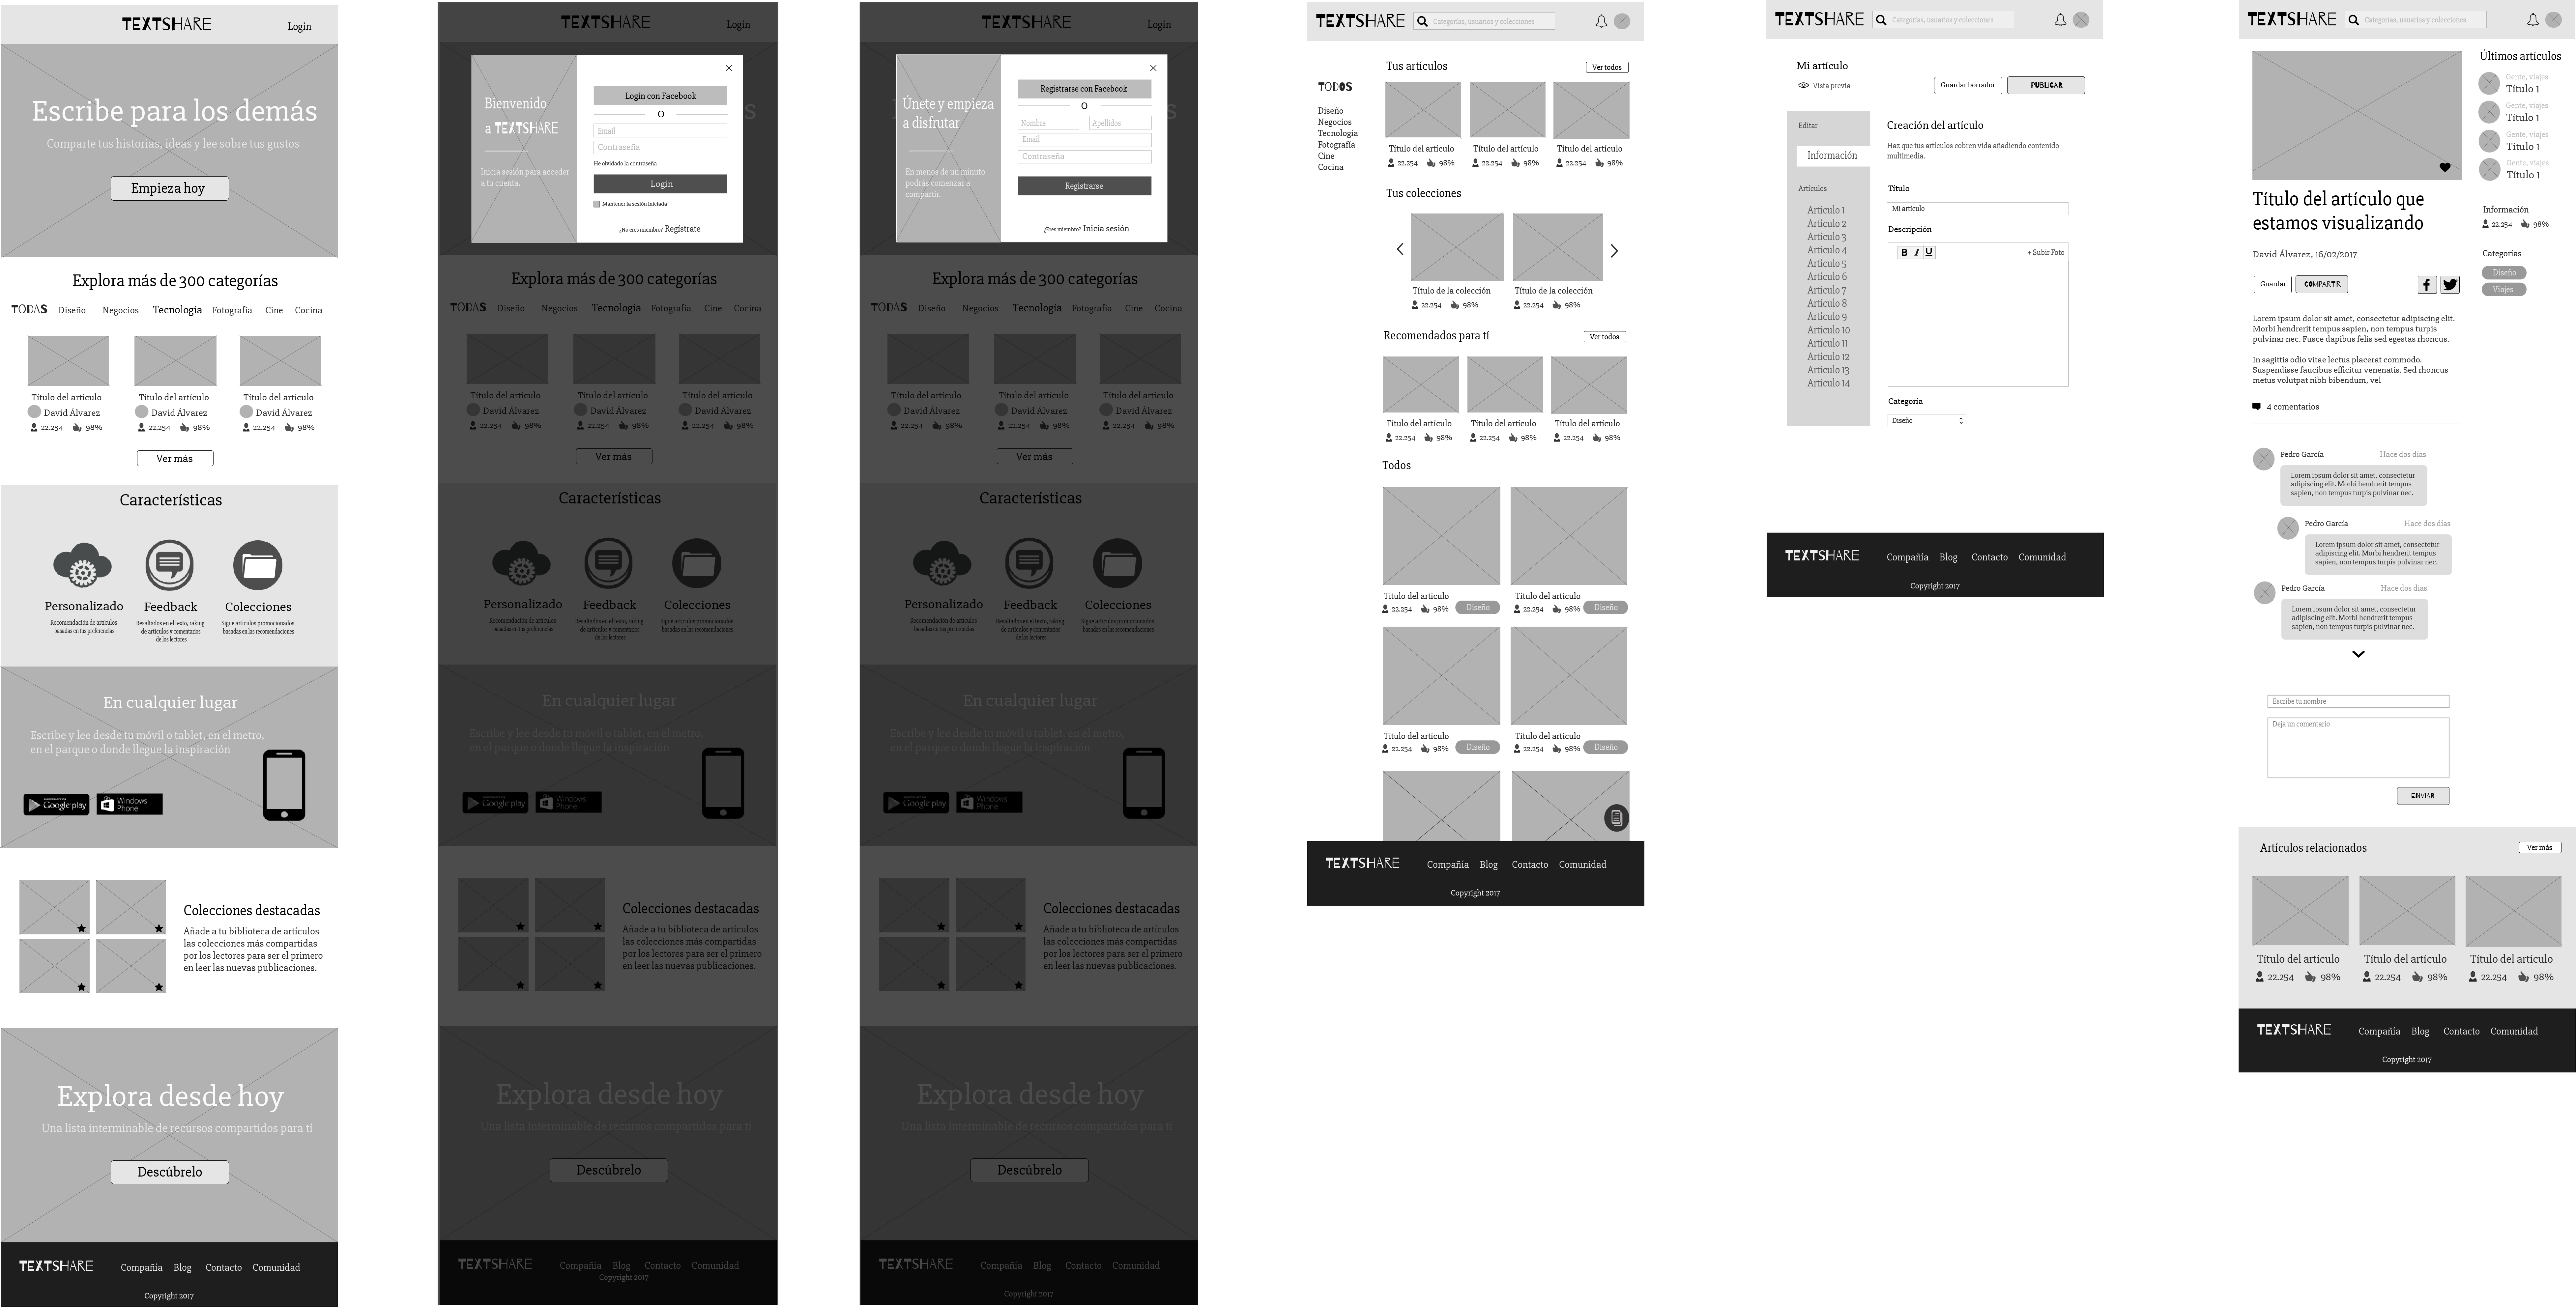 TEXTSHARE
Login
Escribe para los demás
Comparte tus historias, ideas y lee sobre tus gustos
Empieza hoy
Explora más de 300 categorías
TODAS Diseño Negocios Tecnología Fotografía Cine Cocina
Título del artículo Título del artículo Título del artículo
David Álvarez David Álvarez David Álvarez
22.254 98% 22.254 98% 22.254 98%
Ver más
Características
Personalizado Feedback Colecciones
Recomendación de artículos
basadas en tus preferencias
Resultados en el texto, raking
de artículos y comentarios
de los lectores
Sigue artículos promocionados
basadas en las recomendaciones
En cualquier lugar
Escribe y lee desde tu móvil o tablet, en el metro,
en el parque o donde llegue la inspiración
Google play
Windows
Phone
Colecciones destacadas
Añade a tu biblioteca de artículos
las colecciones más compartidas
por los lectores para ser el primero
en leer las nuevas publicaciones.
Explora desde hoy
Una lista interminable de recursos compartidos para ti
Descúbrelo
TEXTSHARE Compañía Blog Contacto Comunidad
Copyright 2017
TEXTSHARE
Login
Bienvenido
a TEXTSHARE
Inicia sesión para acceder
a tu cuenta.
Login con Facebook
O
Email
Contraseña
He olvidado la contraseña
Login
Mantener la sesión iniciada
¿No eres miembro? Regístrate
s
Explora más de 300 categorías
TODAS Diseño Negocios Tecnología Fotografía Cine Cocina
Título del artículo Título del artículo Título del artículo
David Álvarez David Álvarez David Álvarez
22.254 98% 22.254 98% 22.254 98%
Ver más
Características
Personalizado Feedback Colecciones
Recomendación de artículos
basadas en tus preferencias
Resultados en el texto, raking
de artículos y comentarios
de los lectores
Sigue artículos promocionados
basadas en las recomendaciones
En cualquier lugar
Escribe y lee desde tu móvil o tablet, en el metro,
en el parque o donde llegue la inspiración
Google play
Windows
Phone
Colecciones destacadas
Añade a tu biblioteca de artículos
las colecciones más compartidas
por los lectores para ser el primero
en leer las nuevas publicaciones.
Explora desde hoy
Una lista interminable de recursos compartidos para ti
Descúbrelo
TEXTSHARE Compañía Blog Contacto Comunidad
Copyright 2017
TEXTSHARE
Login
Únete y empieza
a disfrutar
En menos de un minuto
podrás comenzar a
compartir.
Registrarse con Facebook
O
Nombre Apellidos
Email
Contraseña
Registrarse
¿Eres miembro? Inicia sesión
s
Explora más de 300 categorías
TODAS Diseño Negocios Tecnología Fotografía Cine Cocina
Título del artículo Título del artículo Título del artículo
David Álvarez David Álvarez David Álvarez
22.254 98% 22.254 98% 22.254 98%
Ver más
Características
Personalizado Feedback Colecciones
Recomendación de artículos
basadas en tus preferencias
Resultados en el texto, raking
de artículos y comentarios
de los lectores
Sigue artículos promocionados
basadas en las recomendaciones
En cualquier lugar
Escribe y lee desde tu móvil o tablet, en el metro,
en el parque o donde llegue la inspiración
Google play
Windows
Phone
Colecciones destacadas
Añade a tu biblioteca de artículos
las colecciones más compartidas
por los lectores para ser el primero
en leer las nuevas publicaciones.
Explora desde hoy
Una lista interminable de recursos compartidos para ti
Descúbrelo
TEXTSHARE Compañía Blog Contacto Comunidad
Copyright 2017
TEXTSHARE Categorías, usuarios y colecciones
TODOS
Diseño
Negocios
Tecnología
Fotografía
Cine
Cocina
Tus artículos Ver todos
Título del artículo Título del artículo Título del artículo
22.254 98% 22.254 98% 22.254 98%
Tus colecciones
Título de la colección Título de la colección
22.254 98% 22.254 98%
Recomendados para tí Ver todos
Título del artículo Título del artículo Título del artículo
22.254 98% 22.254 98% 22.254 98%
Todos
Título del artículo Título del artículo
22.254 98% Diseño 22.254 98% Diseño
Título del artículo Título del artículo
22.254 98% Diseño 22.254 98% Diseño
TEXTSHARE Compañía Blog Contacto Comunidad
Copyright 2017
TEXTSHARE Categorías, usuarios y colecciones
Mi artículo
Vista previa
Guardar borrador PUBLICAR
Editar
Información
Artículos
Artículo 1
Artículo 2
Artículo 3
Artículo 4
Artículo 5
Artículo 6
Artículo 7
Artículo 8
Artículo 9
Artículo 10
Artículo 11
Artículo 12
Artículo 13
Artículo 14
Creación del artículo
Haz que tus artículos cobren vida añadiendo contenido
multimedia.
Título
Mi artículo
Descripción
B I U + Subir Foto
Categoría
Diseño
TEXTSHARE Compañía Blog Contacto Comunidad
Copyright 2017
TEXTSHARE Categorías, usuarios y colecciones
Título del artículo que
estamos visualizando
David Álvarez, 16/02/2017
Guardar COMPARTIR
Lorem ipsum dolor sit amet, consectetur adipiscing elit.
Morbi hendrerit tempus sapien, non tempus turpis
pulvinar nec. Fusce dapibus felis sed egestas rhoncus.
In sagittis odio vitae lectus placerat commodo.
Suspendisse faucibus efficitur venenatis. Sed rhoncus
metus volutpat nibh bibendum, vel
4 comentarios
Pedro García Hace dos días
Lorem ipsum dolor sit amet, consectetur
adipiscing elit. Morbi hendrerit tempus
sapien, non tempus turpis pulvinar nec.
Pedro García Hace dos días
Lorem ipsum dolor sit amet, consectetur
adipiscing elit. Morbi hendrerit tempus
sapien, non tempus turpis pulvinar nec.
Pedro García Hace dos días
Lorem ipsum dolor sit amet, consectetur
adipiscing elit. Morbi hendrerit tempus
sapien, non tempus turpis pulvinar nec.
Escribe tu nombre
Deja un comentario
ENVIAR
Últimos artículos
Gente, viajes
Título 1
Gente, viajes
Título 1
Gente, viajes
Título 1
Gente, viajes
Título 1
Información
22.254 98%
Categorías
Diseño
Viajes
Artículos relacionados Ver más
Título del artículo Título del artículo Título del artículo
22.254 98% 22.254 98% 22.254 98%
TEXTSHARE Compañía Blog Contacto Comunidad
Copyright 2017